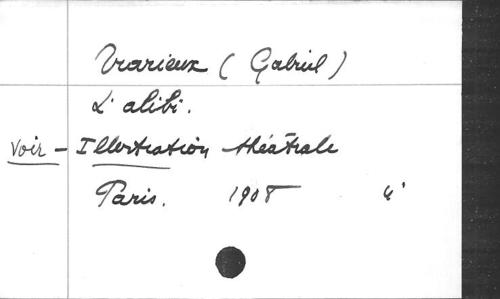 Trarieux (Gabriel)
L'alibi.
Voir - Illustration théâtrale
Paris. 1908 4°